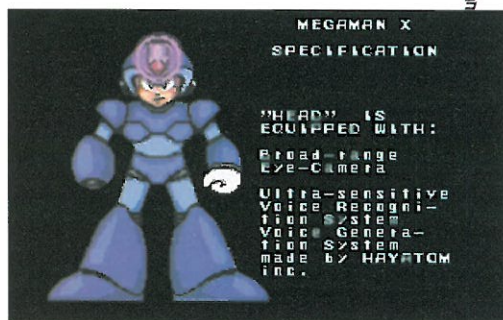 MEGAMAN X
SPECIFICATION
"HEAD" IS
EQUIPPED WITH:
Broad-range
Eye-Camera
Ultra-sensitive
Voice Recogni-
tion System
Voice Genera-
tion System
made by HAYATOM
inc.